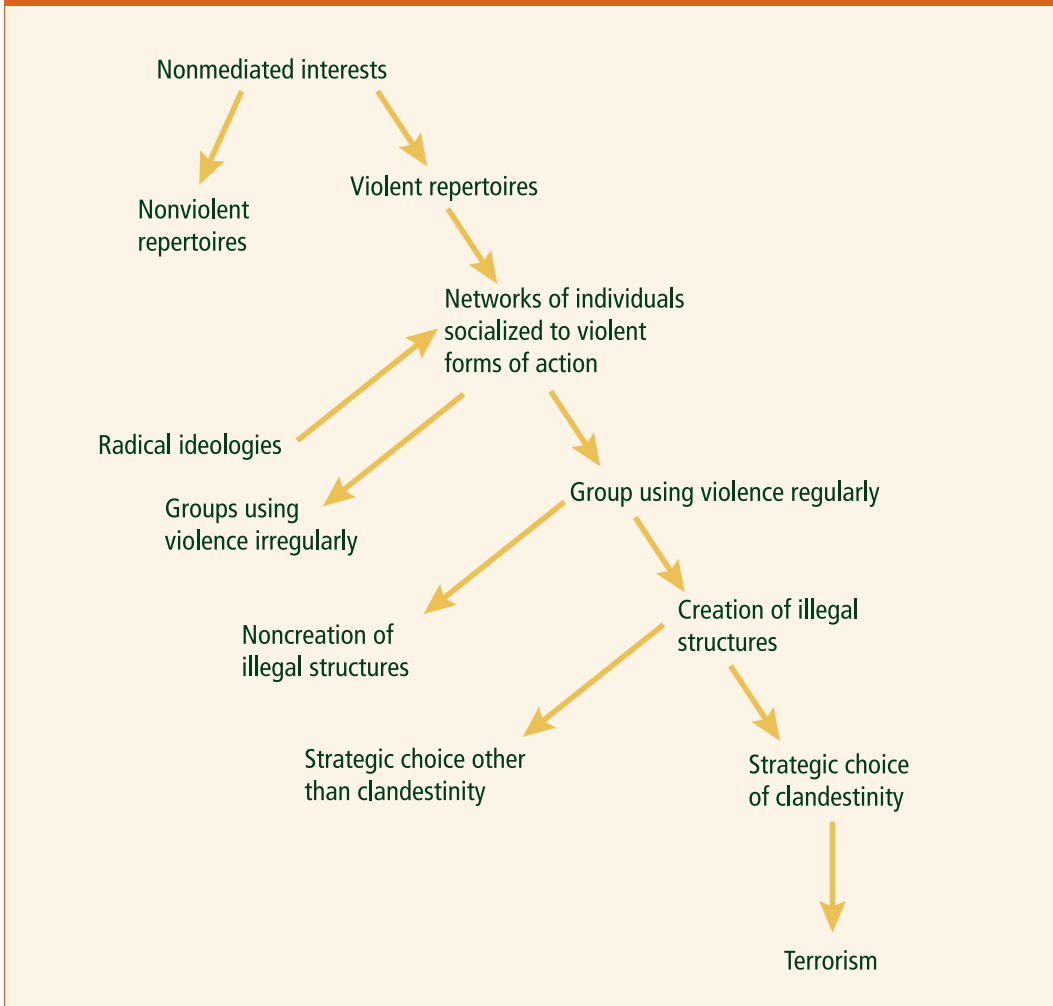 Nonmediated interests
Violent repertoires
Nonviolent
repertoires
Networks of individuals
socialized to violent
forms of action
Radical ideologies
Groups using
violence irregularly
Group using violence regularly
Creation of illegal
structures
Noncreation of
illegal structures
Strategic choice other
than clandestinity
Strategic choice
of clandestinity
Terrorism